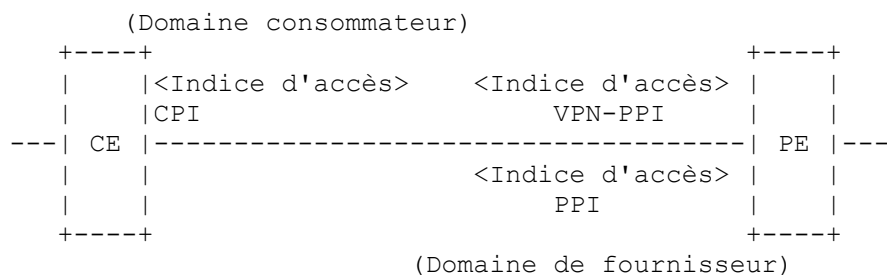 (Domaine consommateur)
+----+ +----+
| |<Indice d'accès> <Indice d'accès> | |
| |CPI VPN-PPI | |
---| CE |-------------------------------------| PE |---
| | <Indice d'accès> | |
| | PPI | |
+----+ +----+
(Domaine de fournisseur)